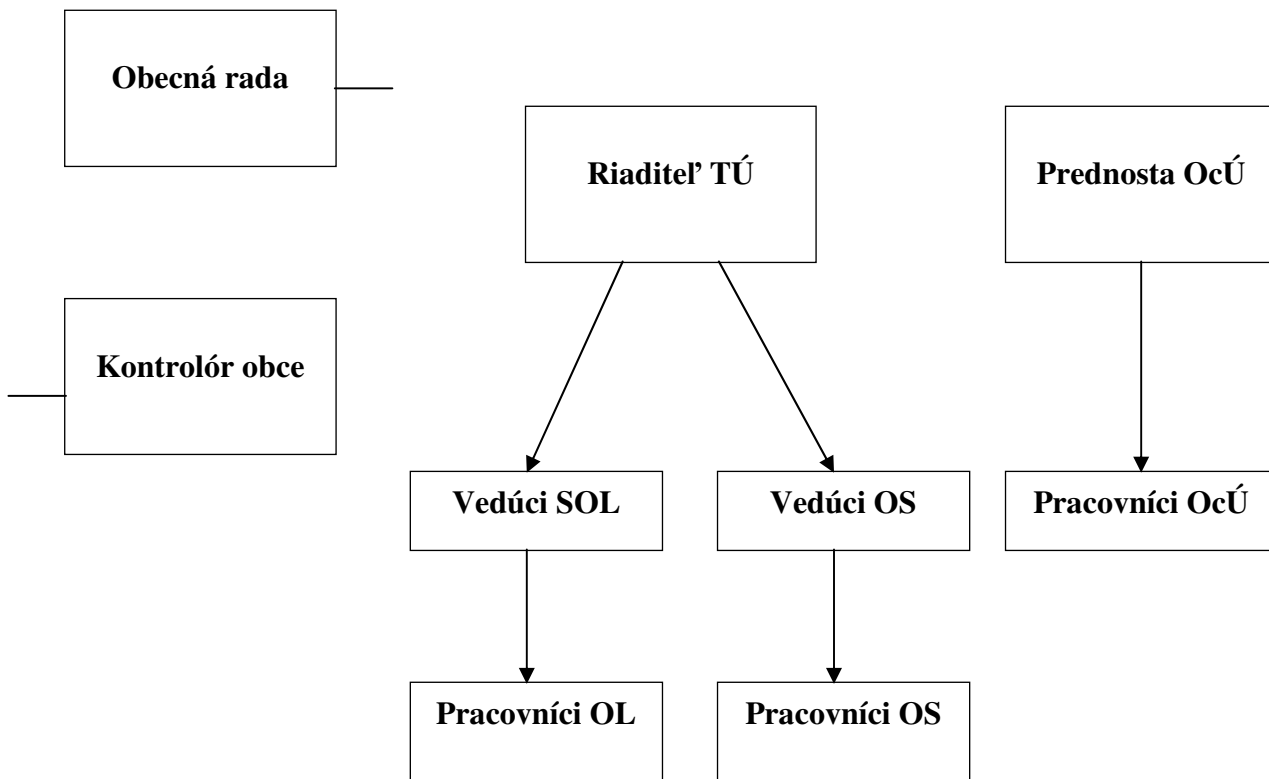 Obecná rada
Riaditeľ TÚ
Prednosta OcÚ
Kontrolór obce
Vedúci SOL
Vedúci OS
Pracovníci OcÚ
Pracovníci OL
Pracovníci OS